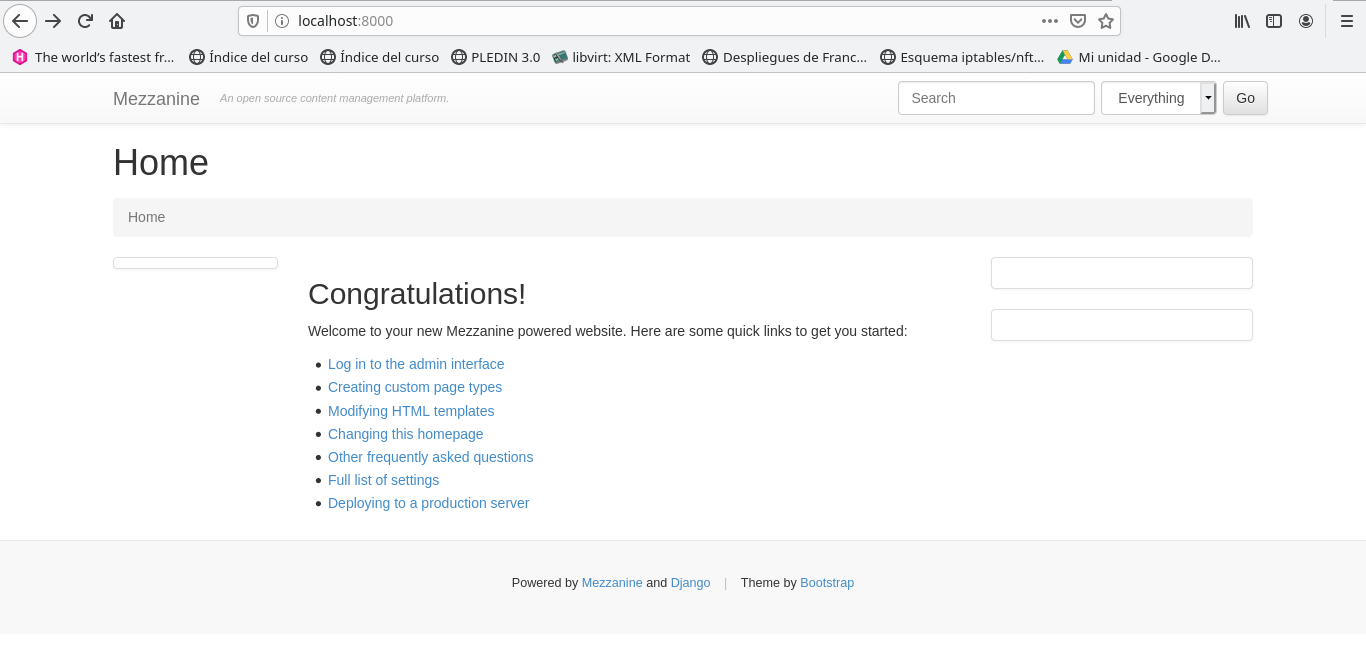 localhost:8000
The world's fastest fr... Índice del curso Índice del curso PLEDIN 3.0 libvirt: XML Format Despliegues de Franc... Esquema iptables/nft... Mi unidad - Google D...
Mezzanine An open source content management platform. Search Everything Go
Home
Home
Congratulations!
Welcome to your new Mezzanine powered website. Here are some quick links to get you started:
Log in to the admin interface
Creating custom page types
Modifying HTML templates
Changing this homepage
Other frequently asked questions
Full list of settings
Deploying to a production server
Powered by Mezzanine and Django | Theme by Bootstrap